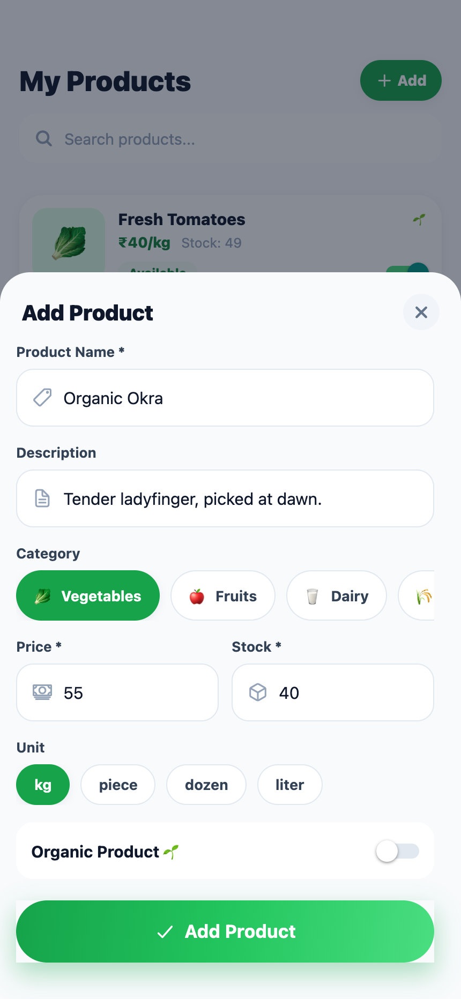 My Products
+ Add
Search products...
Fresh Tomatoes
₹40/kg Stock: 49
Available
Add Product
Product Name *
Organic Okra
Description
Tender ladyfinger, picked at dawn.
Category
Vegetables Fruits Dairy
Price * Stock *
55 40
Unit
kg piece dozen liter
Organic Product
Add Product